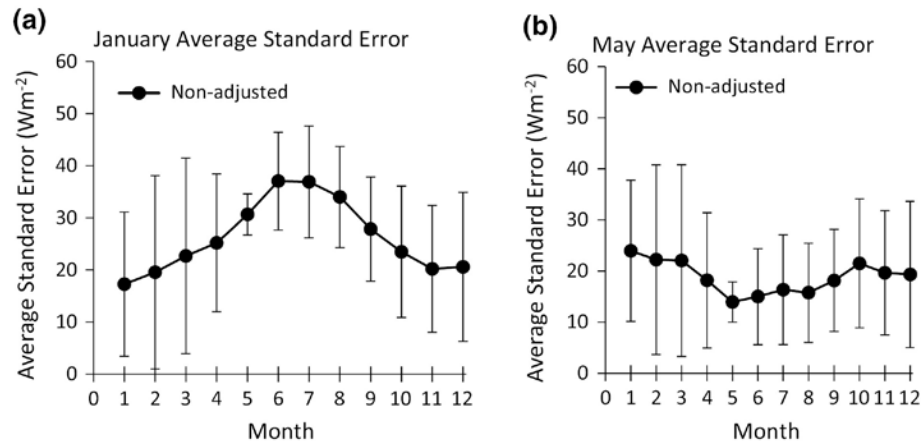 (a)
January Average Standard Error
Average Standard Error (Wm-2)
60
50
40
30
20
10
0
Non-adjusted
0 1 2 3 4 5 6 7 8 9 10 11 12
Month
(b)
May Average Standard Error
Average Standard Error (Wm-2)
60
50
40
30
20
10
0
Non-adjusted
0 1 2 3 4 5 6 7 8 9 10 11 12
Month